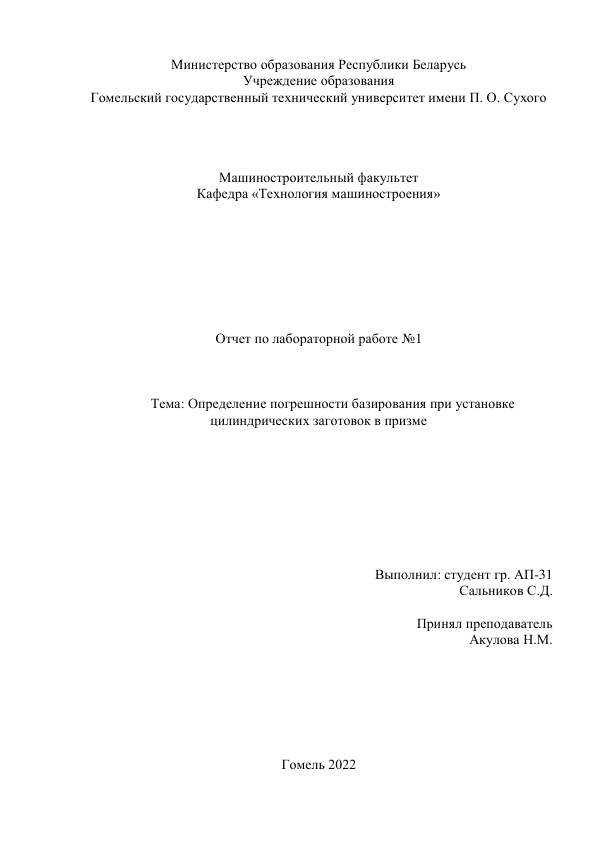 Министерство образования Республики Беларусь
Учреждение образования
Гомельский государственный технический университет имени П. О. Сухого
Машиностроительный факультет
Кафедра «Технология машиностроения»
Отчет по лабораторной работе №1
Тема: Определение погрешности базирования при установке
цилиндрических заготовок в призме
Выполнил: студент гр. АП-31
Сальников С.Д.
Принял преподаватель
Акулова Н.М.
Гомель 2022